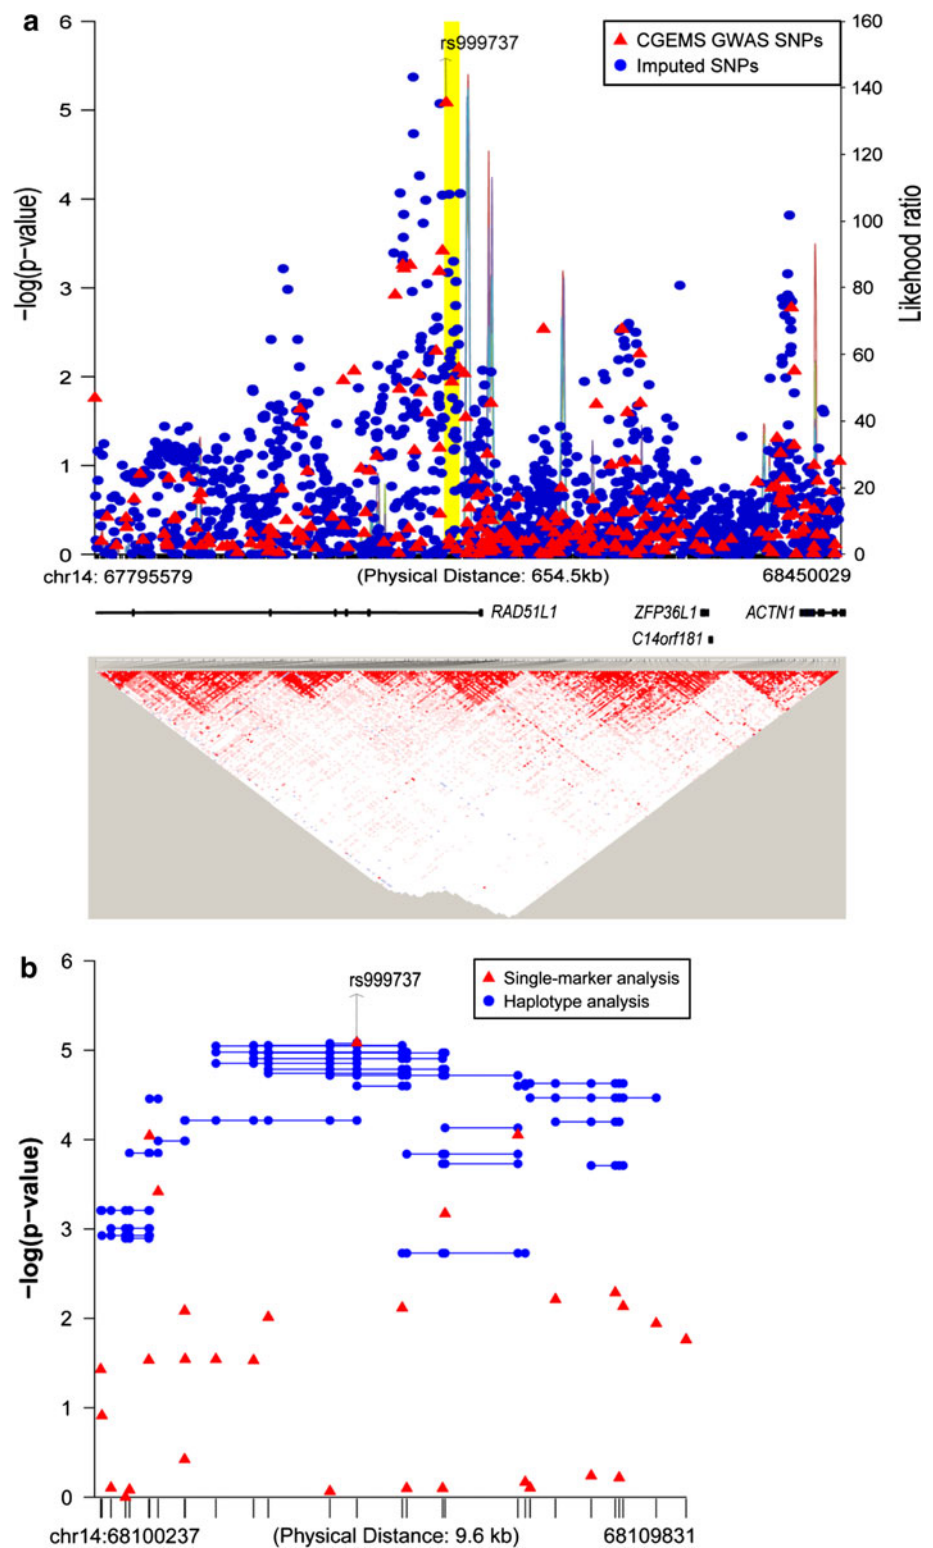 a
rs999737
CGEMS GWAS SNPs
Imputed SNPs
6
5
4
3
2
1
0
−log(p−value)
160
140
120
100
80
60
40
20
0
Likehood ratio
chr14: 67795579 (Physical Distance: 654.5kb) 68450029
RAD51L1 ZFP36L1 ACTN1
C14orf181
b
rs999737
Single-marker analysis
Haplotype analysis
6
5
4
3
2
1
0
−log(p−value)
chr14:68100237 (Physical Distance: 9.6 kb) 68109831